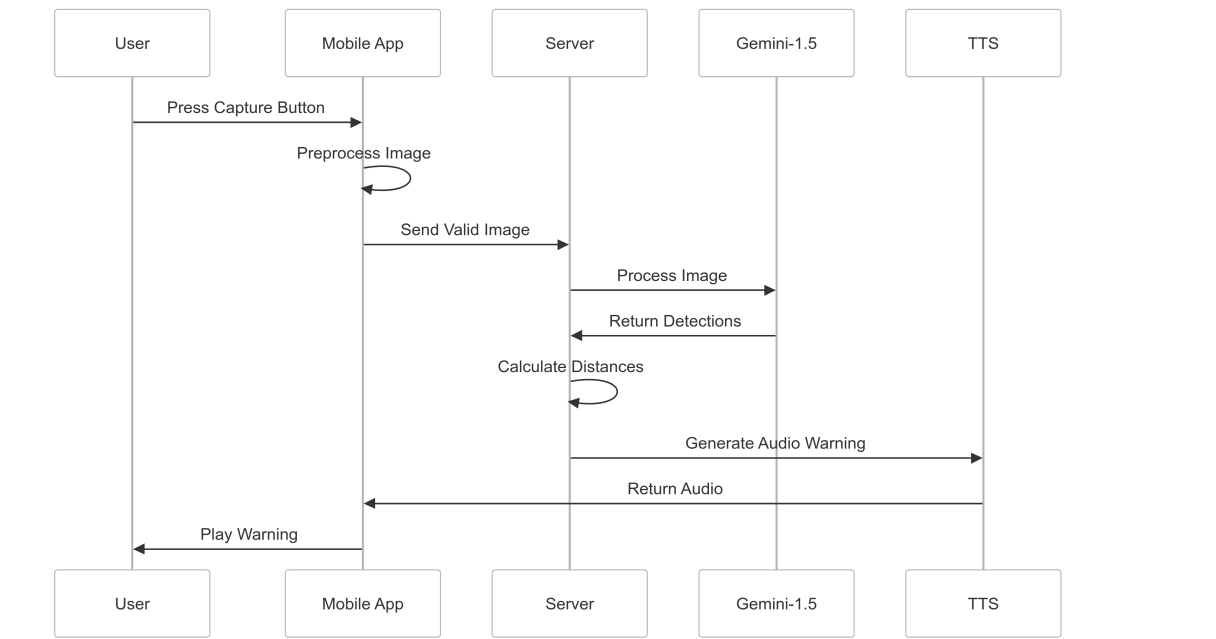 User
Mobile App
Server
Gemini-1.5
TTS
Press Capture Button
Preprocess Image
Send Valid Image
Process Image
Return Detections
Calculate Distances
Generate Audio Warning
Return Audio
Play Warning
User
Mobile App
Server
Gemini-1.5
TTS